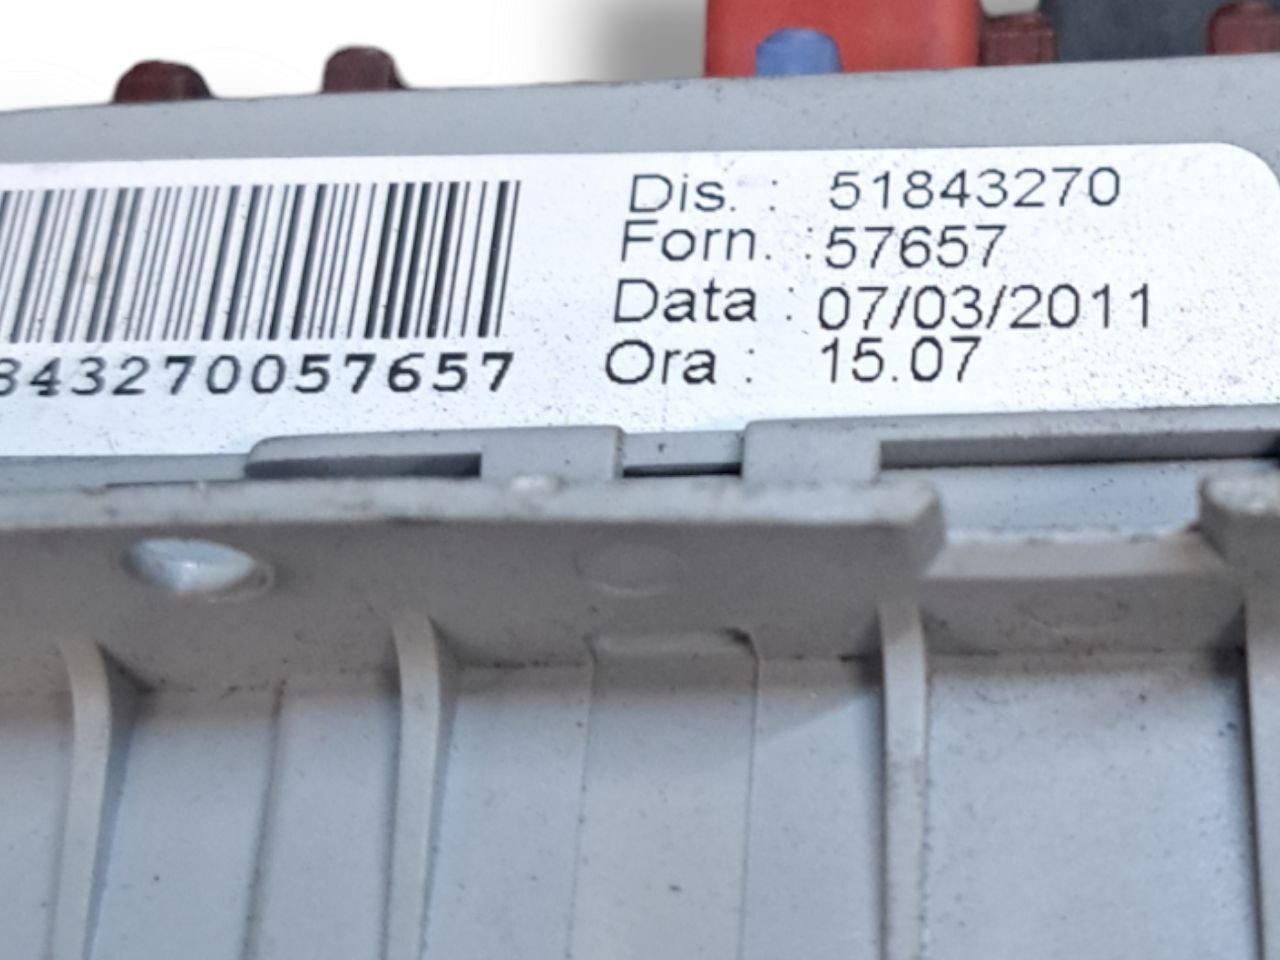 Dis. : 51843270
Forn. :57657
Data : 07/03/2011
Ora : 15.07
843270057657